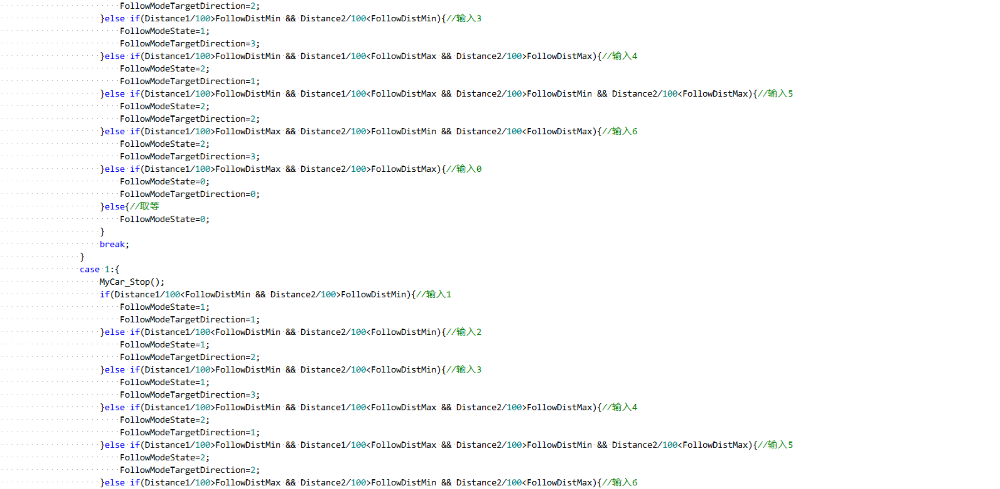 FollowModeTargetDirection=2;
}else if(Distance1/100>FollowDistMin && Distance2/100<FollowDistMin){//输入3
FollowModeState=1;
FollowModeTargetDirection=3;
}else if(Distance1/100>FollowDistMin && Distance1/100<FollowDistMax && Distance2/100>FollowDistMax){//输入4
FollowModeState=2;
FollowModeTargetDirection=1;
}else if(Distance1/100>FollowDistMin && Distance1/100<FollowDistMax && Distance2/100>FollowDistMin && Distance2/100<FollowDistMax){//输入5
FollowModeState=2;
FollowModeTargetDirection=2;
}else if(Distance1/100>FollowDistMax && Distance2/100>FollowDistMin && Distance2/100<FollowDistMax){//输入6
FollowModeState=2;
FollowModeTargetDirection=3;
}else if(Distance1/100>FollowDistMax && Distance2/100>FollowDistMax){//输入0
FollowModeState=0;
FollowModeTargetDirection=0;
}else{//取等
FollowModeState=0;
}
break;
}
case 1:{
MyCar_Stop();
if(Distance1/100<FollowDistMin && Distance2/100>FollowDistMin){//输入1
FollowModeState=1;
FollowModeTargetDirection=1;
}else if(Distance1/100<FollowDistMin && Distance2/100<FollowDistMin){//输入2
FollowModeState=1;
FollowModeTargetDirection=2;
}else if(Distance1/100>FollowDistMin && Distance2/100<FollowDistMin){//输入3
FollowModeState=1;
FollowModeTargetDirection=3;
}else if(Distance1/100>FollowDistMin && Distance1/100<FollowDistMax && Distance2/100>FollowDistMax){//输入4
FollowModeState=2;
FollowModeTargetDirection=1;
}else if(Distance1/100>FollowDistMin && Distance1/100<FollowDistMax && Distance2/100>FollowDistMin && Distance2/100<FollowDistMax){//输入5
FollowModeState=2;
FollowModeTargetDirection=2;
}else if(Distance1/100>FollowDistMax && Distance2/100>FollowDistMin && Distance2/100<FollowDistMax){//输入6